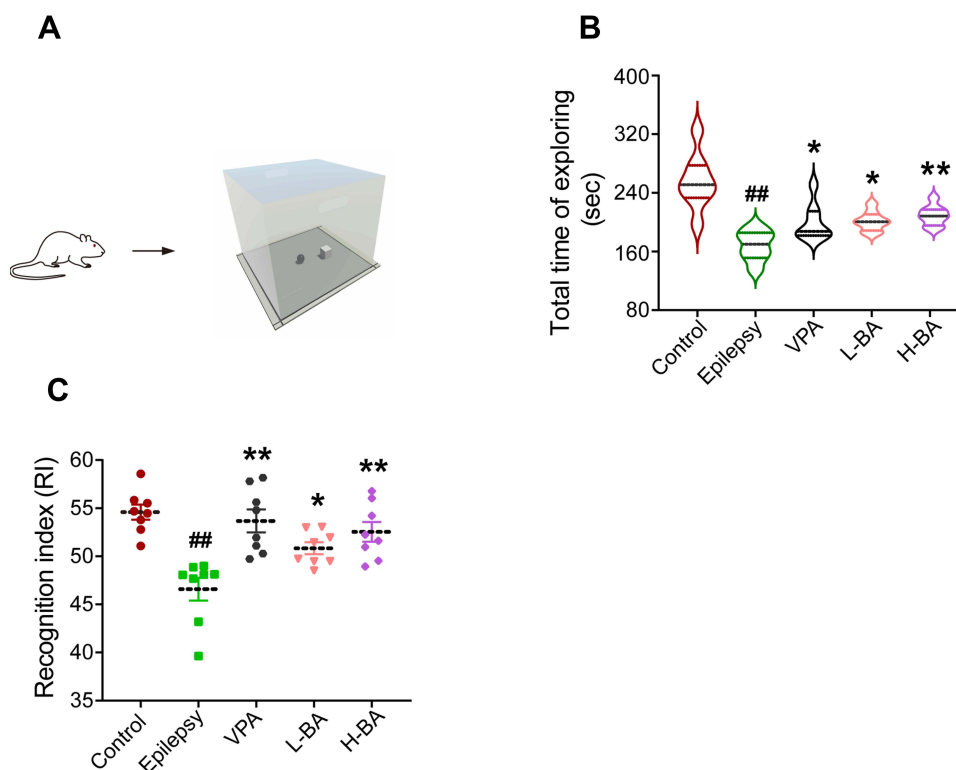 A
B
Total time of exploring
(sec)
400
320
240
160
80
##
*
*
**
Control
Epilepsy
VPA
L-BA
H-BA
C
Recognition index (RI)
60
55
50
45
40
35
##
**
*
**
Control
Epilepsy
VPA
L-BA
H-BA